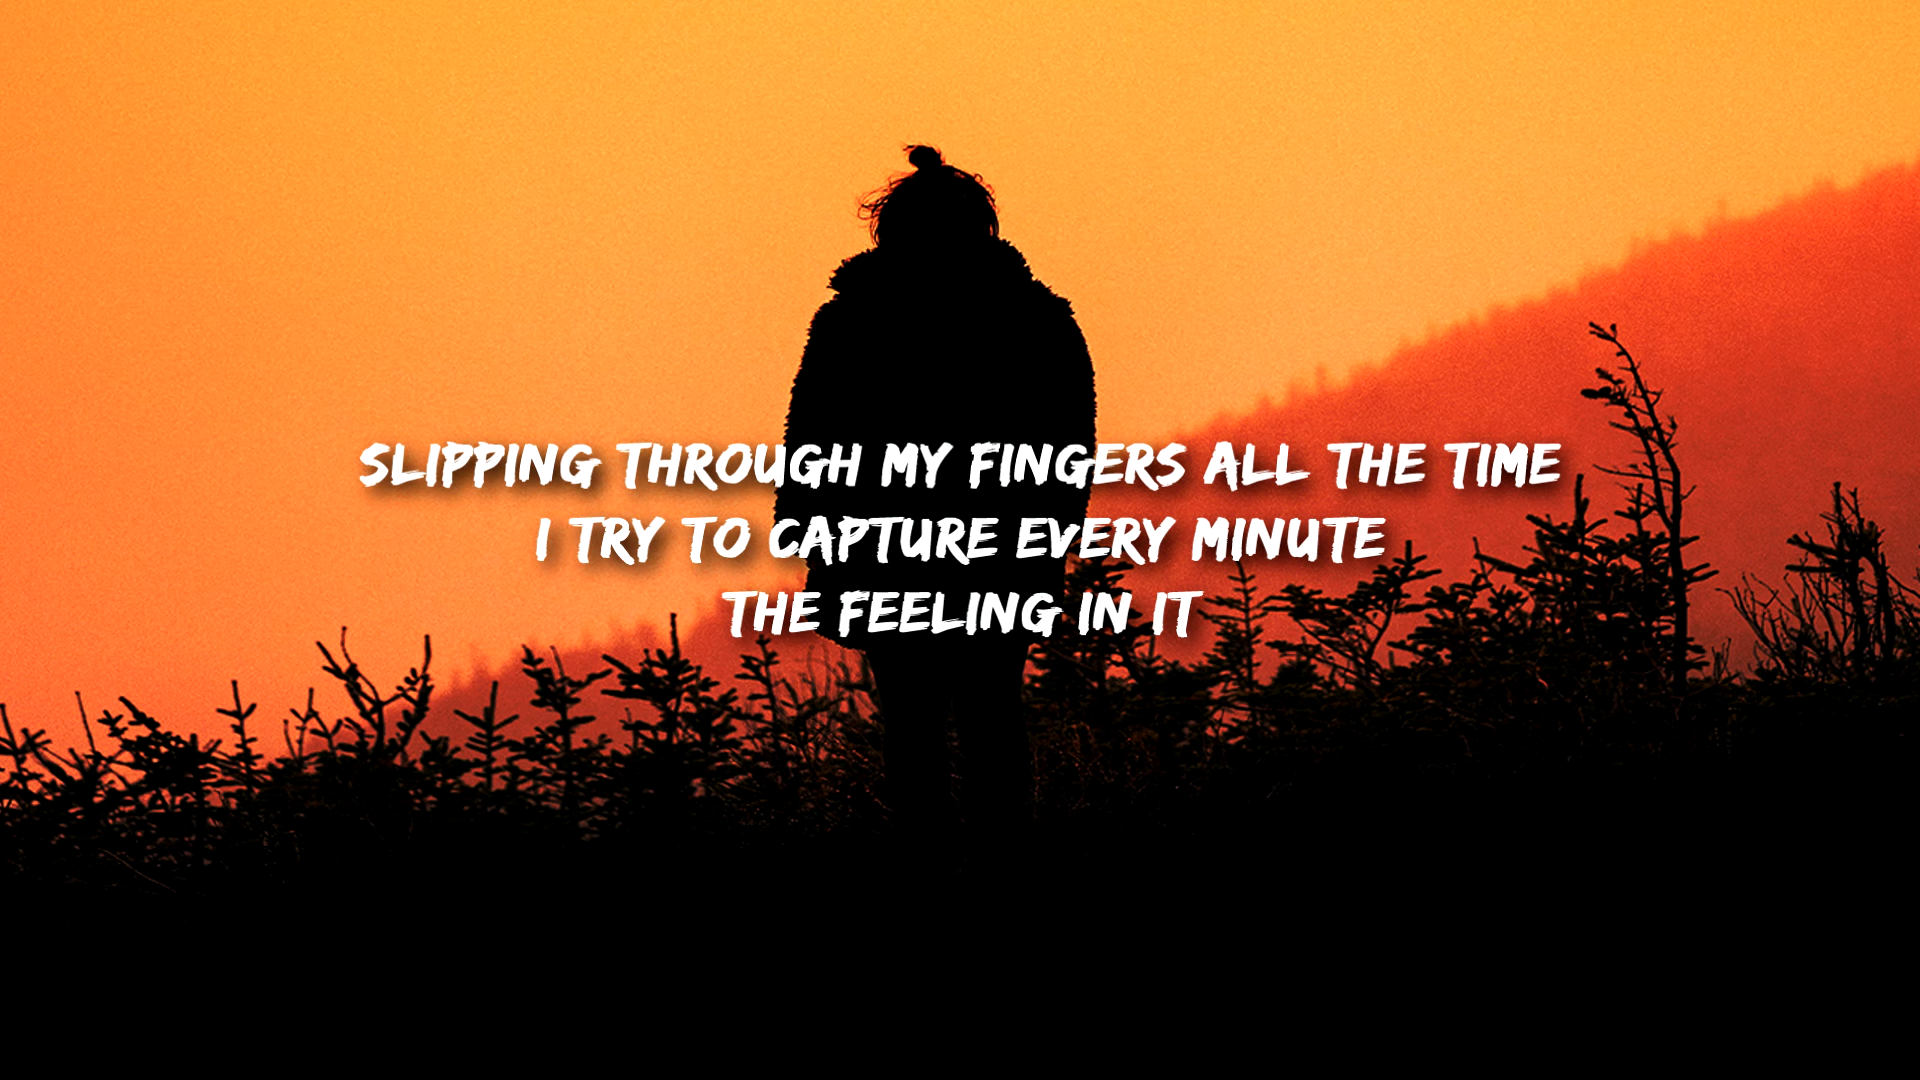 SLIPPING THROUGH MY FINGERS ALL THE TIME
I TRY TO CAPTURE EVERY MINUTE
THE FEELING IN IT